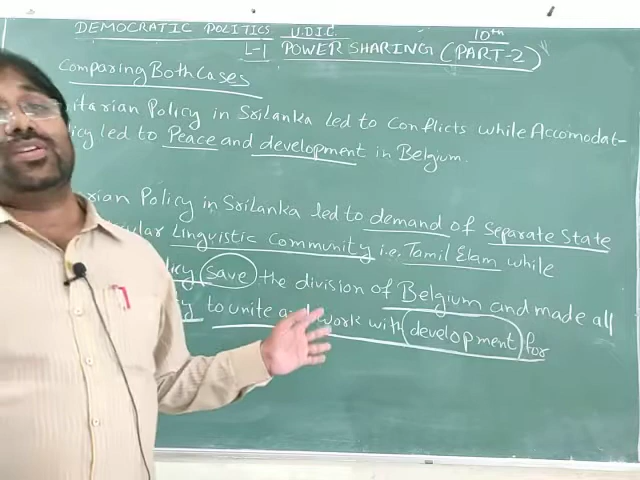 DEMOCRATIC POLITICS U.D.I.C. 10th
L-1 POWER SHARING (PART-2)
Comparing Both Cases
itarian Policy in SriLanka led to Conflicts while Accomodat-
icy led to Peace and development in Belgium.
rian Policy in SriLanka led to demand of Separate State
ular Linguistic Community i.e. Tamil Elam while
licy Save the division of Belgium and made all
to unite and work with development for